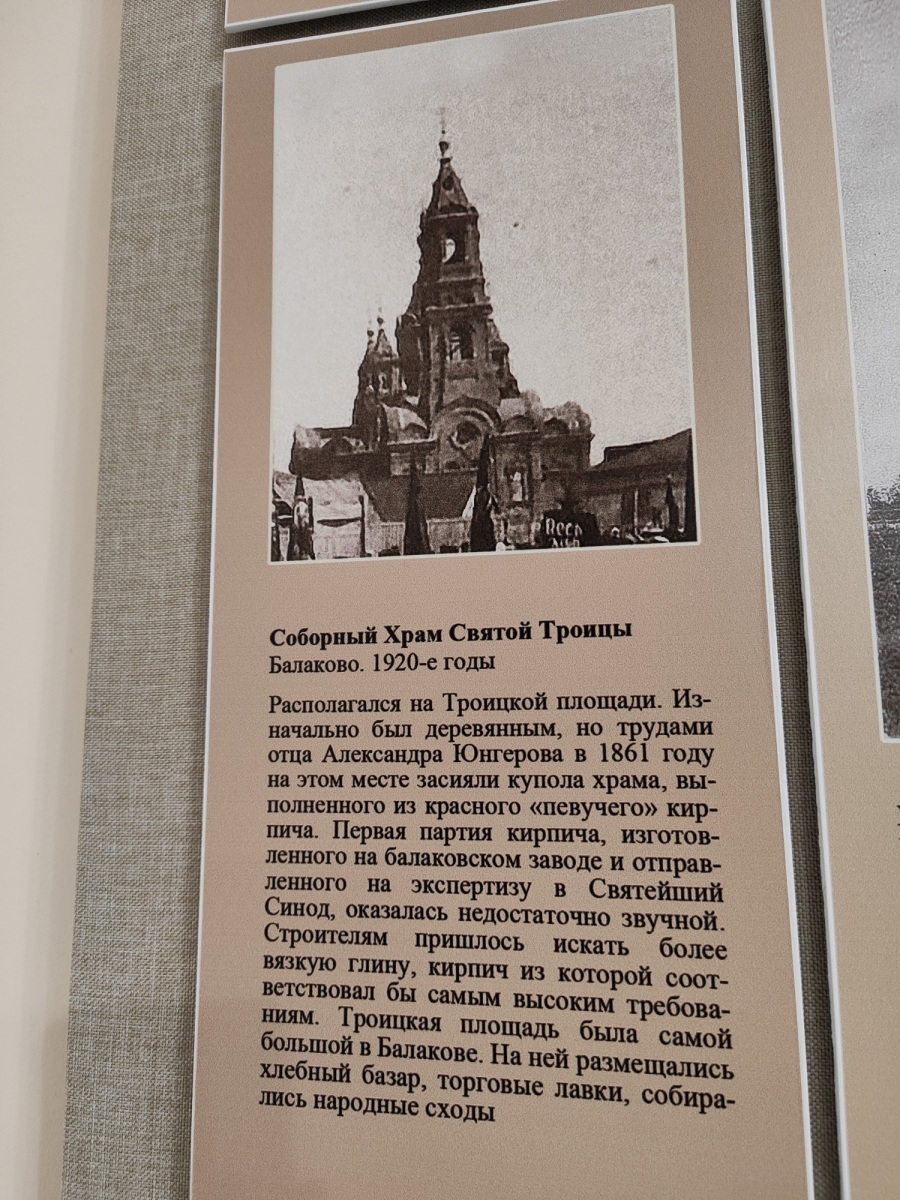 Соборный Храм Святой Троицы
Балаково. 1920-е годы
Располагался на Троицкой площади. Из-
начально был деревянным, но трудами
отца Александра Юнгерова в 1861 году
на этом месте засияли купола храма, вы-
полненного из красного «певучего» кир-
пича. Первая партия кирпича, изготов-
ленного на балаковском заводе и отправ-
ленного на экспертизу в Святейший
Синод, оказалась недостаточно звучной.
Строителям пришлось искать более
вязкую глину, кирпич из которой соот-
ветствовал бы самым высоким требова-
ниям. Троицкая площадь была самой
большой в Балакове. На ней размещались
хлебный базар, торговые лавки, собира-
лись народные сходы